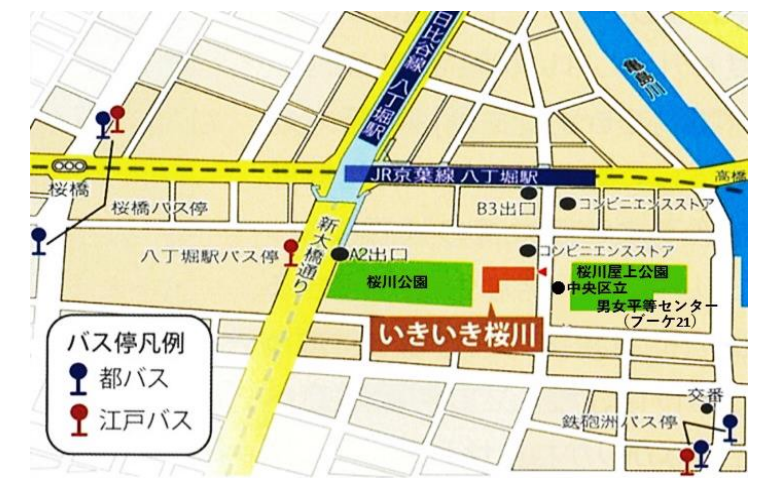 日比谷線 八丁堀駅
亀島川
JR京葉線 八丁堀駅
高橋
桜橋
桜橋バス停
B3出口
コンビニエンスストア
新大橋通り
八丁堀駅バス停
A2出口
コンビニエンスストア
桜川公園
桜川屋上公園
中央区立
男女平等センター
(ブーケ21)
いきいき桜川
バス停凡例
都バス
江戸バス
交番
鉄砲洲バス停